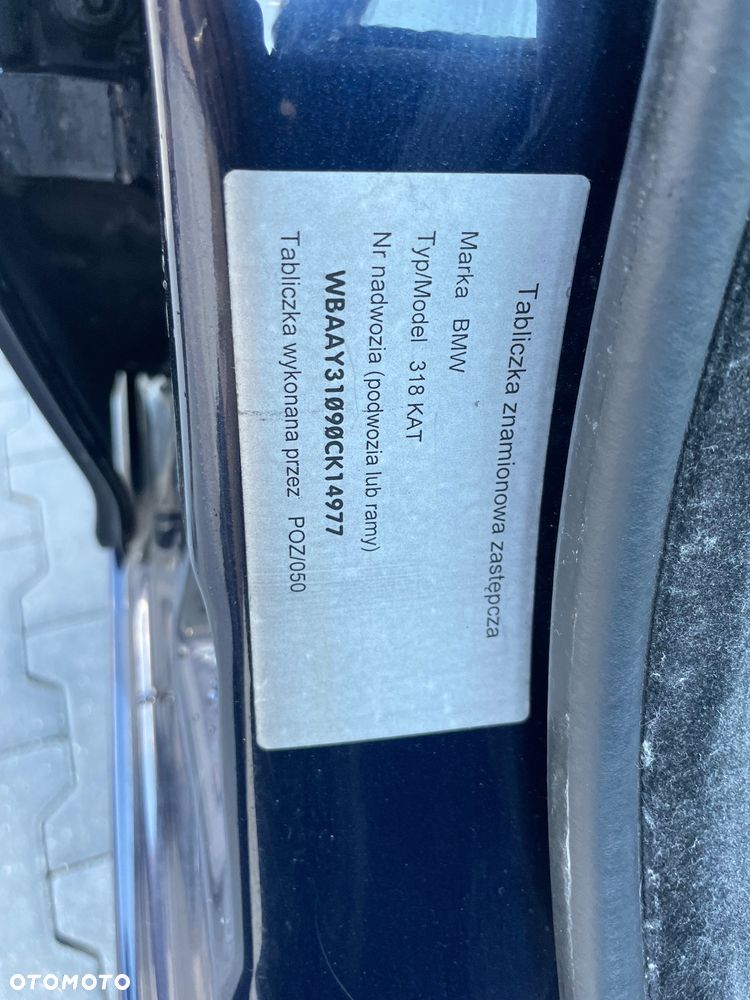 Tabliczka znamionowa zastępcza
Marka BMW
Typ/Model 318 KAT
Nr nadwozia (podwozia lub ramy)
WBAAY31090CK14977
Tabliczka wykonana przez POZ/050
OTOMOTO